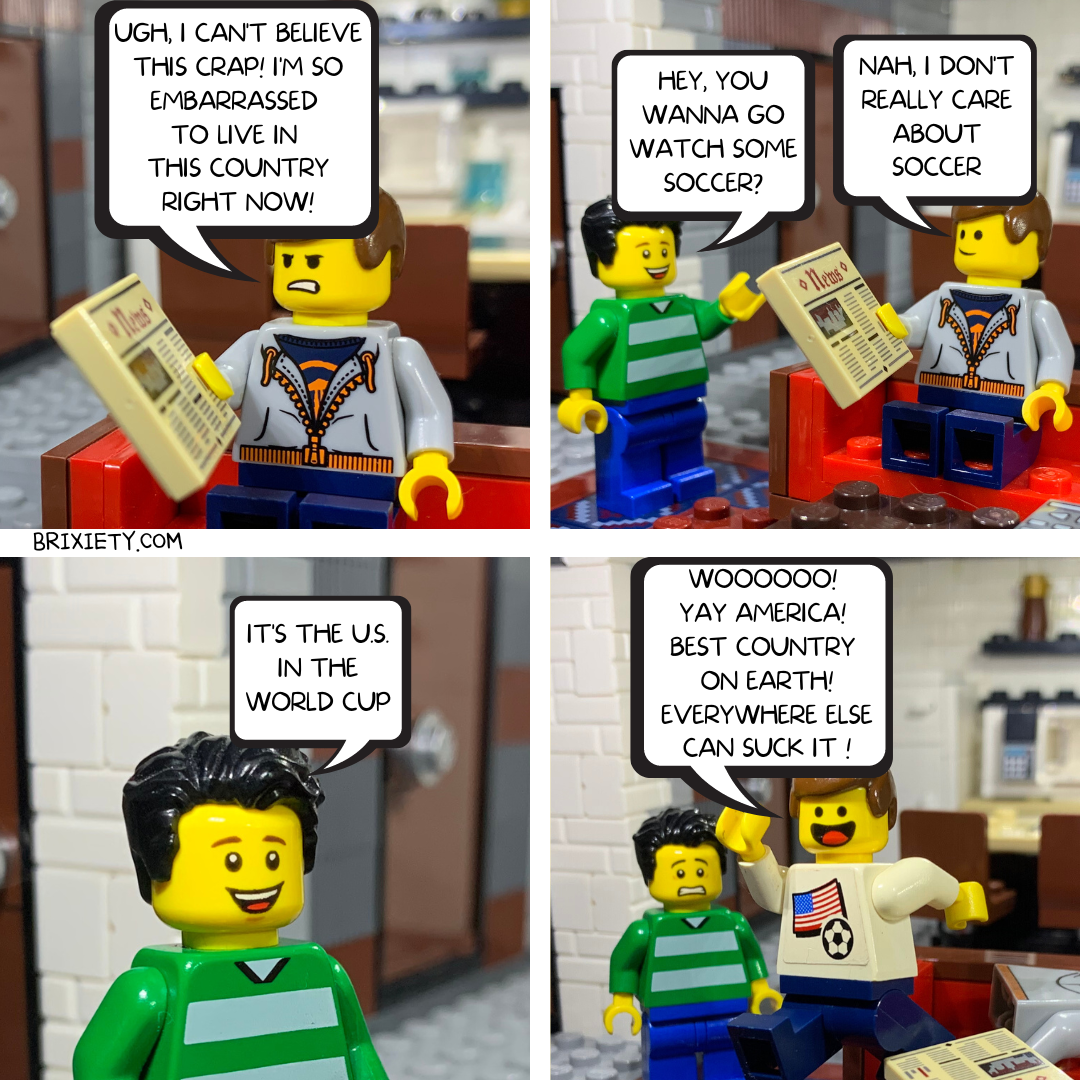 UGH, I CAN'T BELIEVE
THIS CRAP! I'M SO
EMBARRASSED
TO LIVE IN
THIS COUNTRY
RIGHT NOW!
News
HEY, YOU
WANNA GO
WATCH SOME
SOCCER?
NAH, I DON'T
REALLY CARE
ABOUT
SOCCER
News
BRIXIETY.COM
IT'S THE U.S.
IN THE
WORLD CUP
WOOOOOO!
YAY AMERICA!
BEST COUNTRY
ON EARTH!
EVERYWHERE ELSE
CAN SUCK IT !